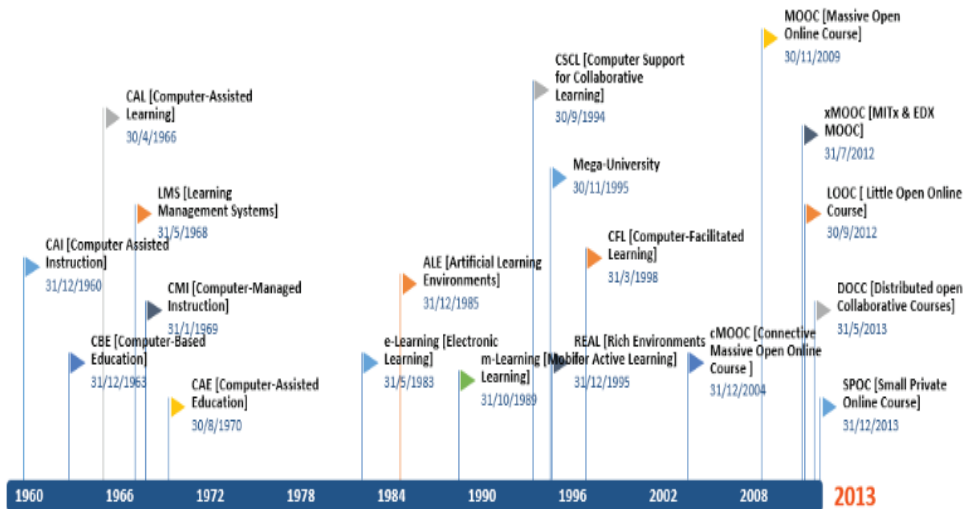 MOOC [Massive Open
Online Course]
30/11/2009
CSCL [Computer Support
for Collaborative
Learning]
30/9/1994
CAL [Computer-Assisted
Learning]
30/4/1966
xMOOC [MITx & EDX
MOOC]
31/7/2012
Mega-University
30/11/1995
LMS [Learning
Management Systems]
31/5/1968
LOOC [ Little Open Online
Course]
30/9/2012
CAI [Computer Assisted
Instruction]
31/12/1960
CFL [Computer-Facilitated
Learning]
31/3/1998
ALE [Artificial Learning
Environments]
31/12/1985
CMI [Computer-Managed
Instruction]
31/1/1969
DOCC [Distributed open
Collaborative Courses]
31/5/2013
CBE [Computer-Based
Education]
31/12/1963
e-Learning [Electronic
Learning]
31/5/1983
m-Learning [Mobile
Learning]
31/10/1989
REAL [Rich Environments
for Active Learning]
31/12/1995
cMOOC [Connective
Massive Open Online
Course ]
31/12/2004
CAE [Computer-Assisted
Education]
30/8/1970
SPOC [Small Private
Online Course]
31/12/2013
1960 1966 1972 1978 1984 1990 1996 2002 2008 2013